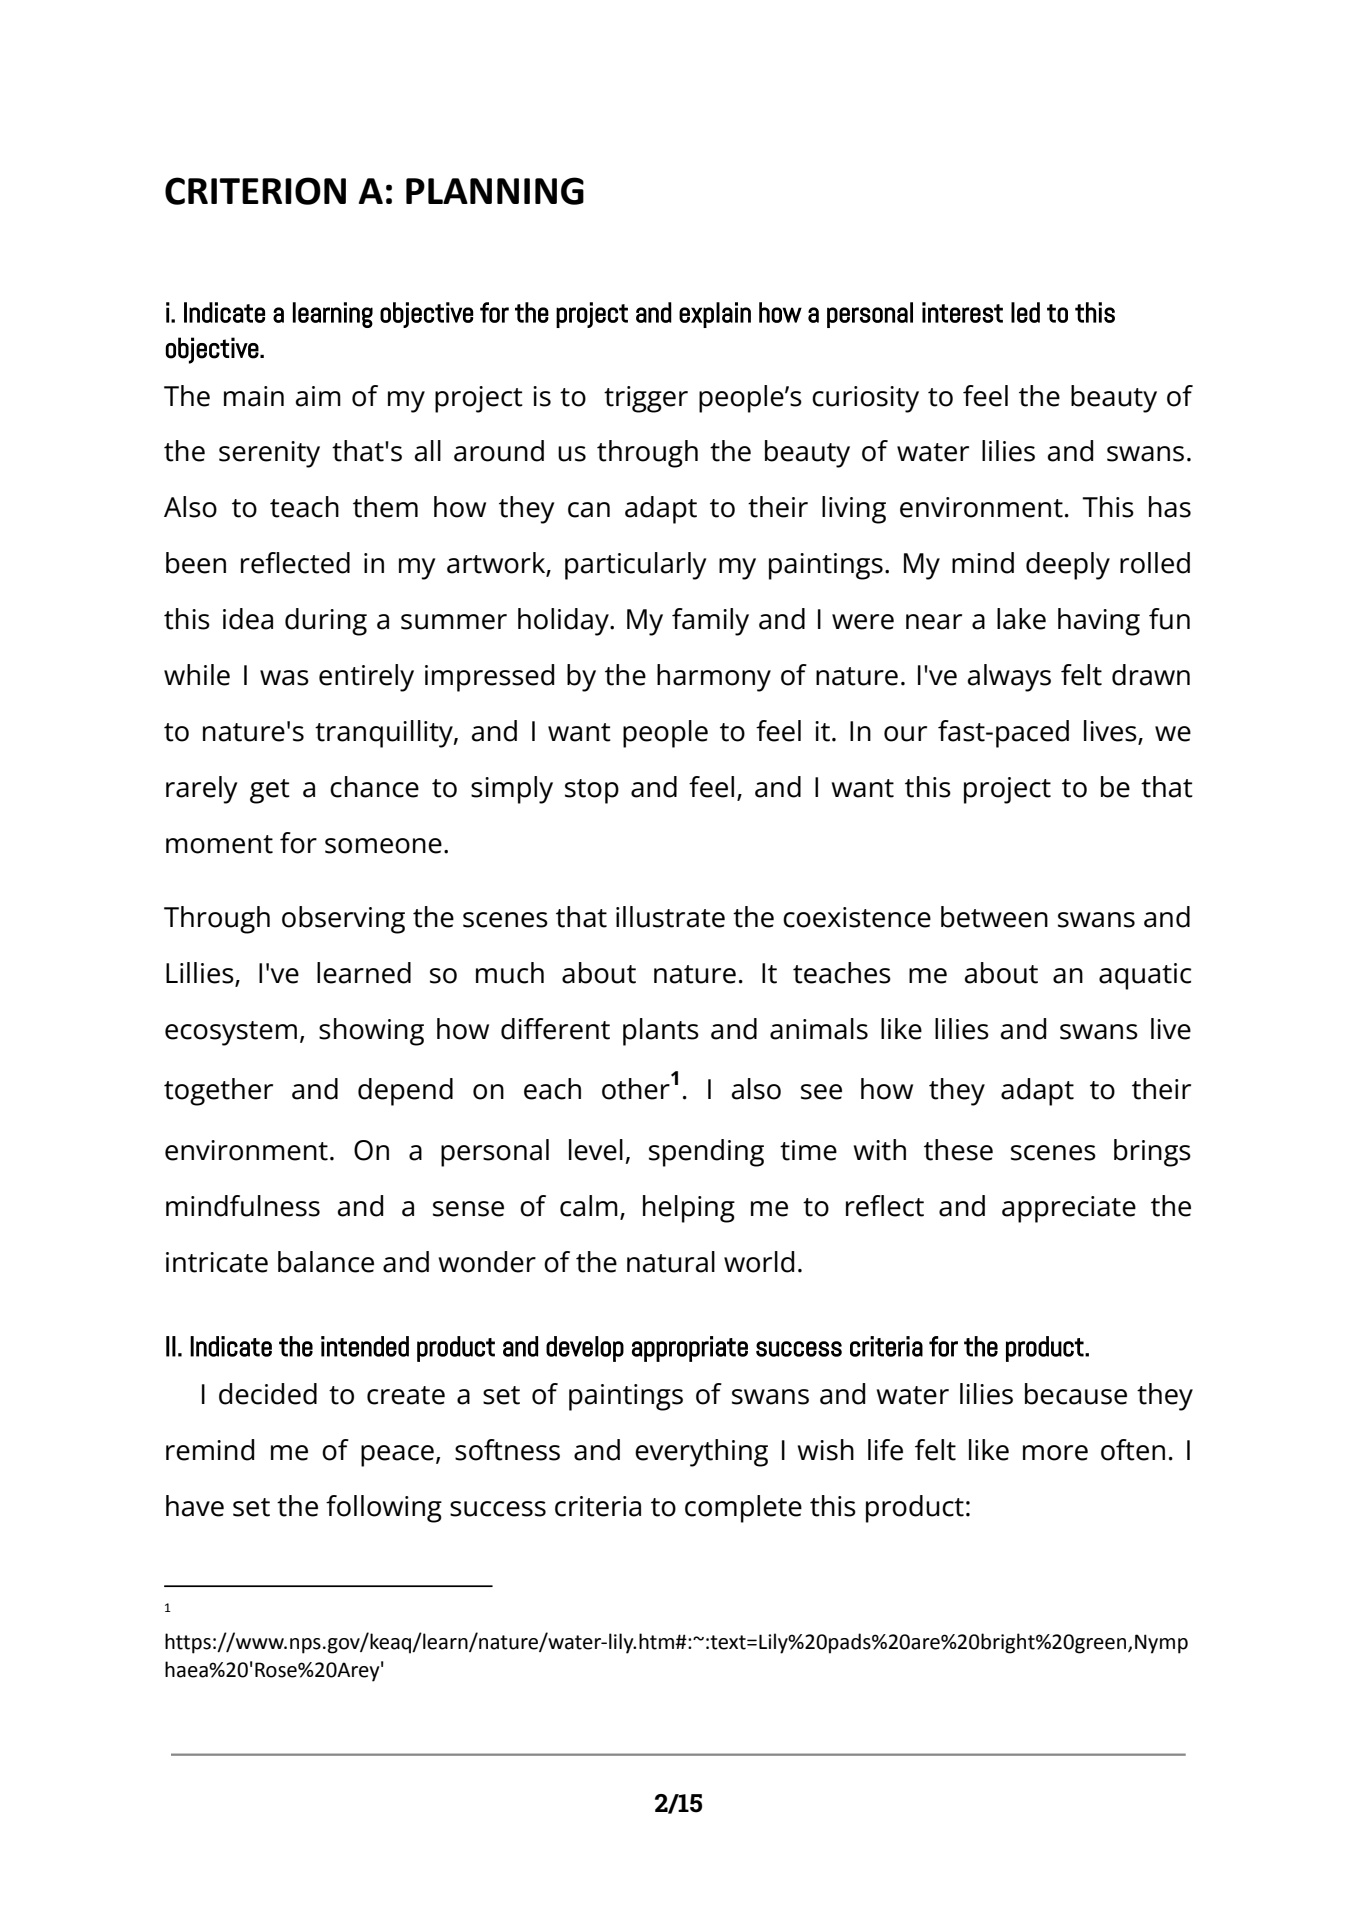 CRITERION A: PLANNING
i. Indicate a learning objective for the project and explain how a personal interest led to this
objective.
The main aim of my project is to  trigger people’s curiosity to feel the beauty of
the serenity that's all around us through the beauty of water lilies and swans.
Also to teach them how they can adapt to their living environment. This has
been reflected in my artwork, particularly my paintings. My mind deeply rolled
this idea during a summer holiday. My family and I were near a lake having fun
while I was entirely impressed by the harmony of nature. I've always felt drawn
to nature's tranquillity, and I want people to feel it. In our fast-paced lives, we
rarely get a chance to simply stop and feel, and I want this project to be that
moment for someone.
Through observing the scenes that illustrate the coexistence between swans and
Lillies, I've learned so much about nature. It teaches me about an aquatic
ecosystem, showing how different plants and animals like lilies and swans live
together and depend on each other¹. I also see how they adapt to their
environment. On a personal level, spending time with these scenes brings
mindfulness and a sense of calm, helping me to reflect and appreciate the
intricate balance and wonder of the natural world.
II. Indicate the intended product and develop appropriate success criteria for the product.
I decided to create a set of paintings of swans and water lilies because they
remind me of peace, softness and everything I wish life felt like more often. I
have set the following success criteria to complete this product:
1
https://www.nps.gov/keaq/learn/nature/water-lily.htm#:~:text=Lily%20pads%20are%20bright%20green,Nymp
haea%20'Rose%20Arey'
2/15